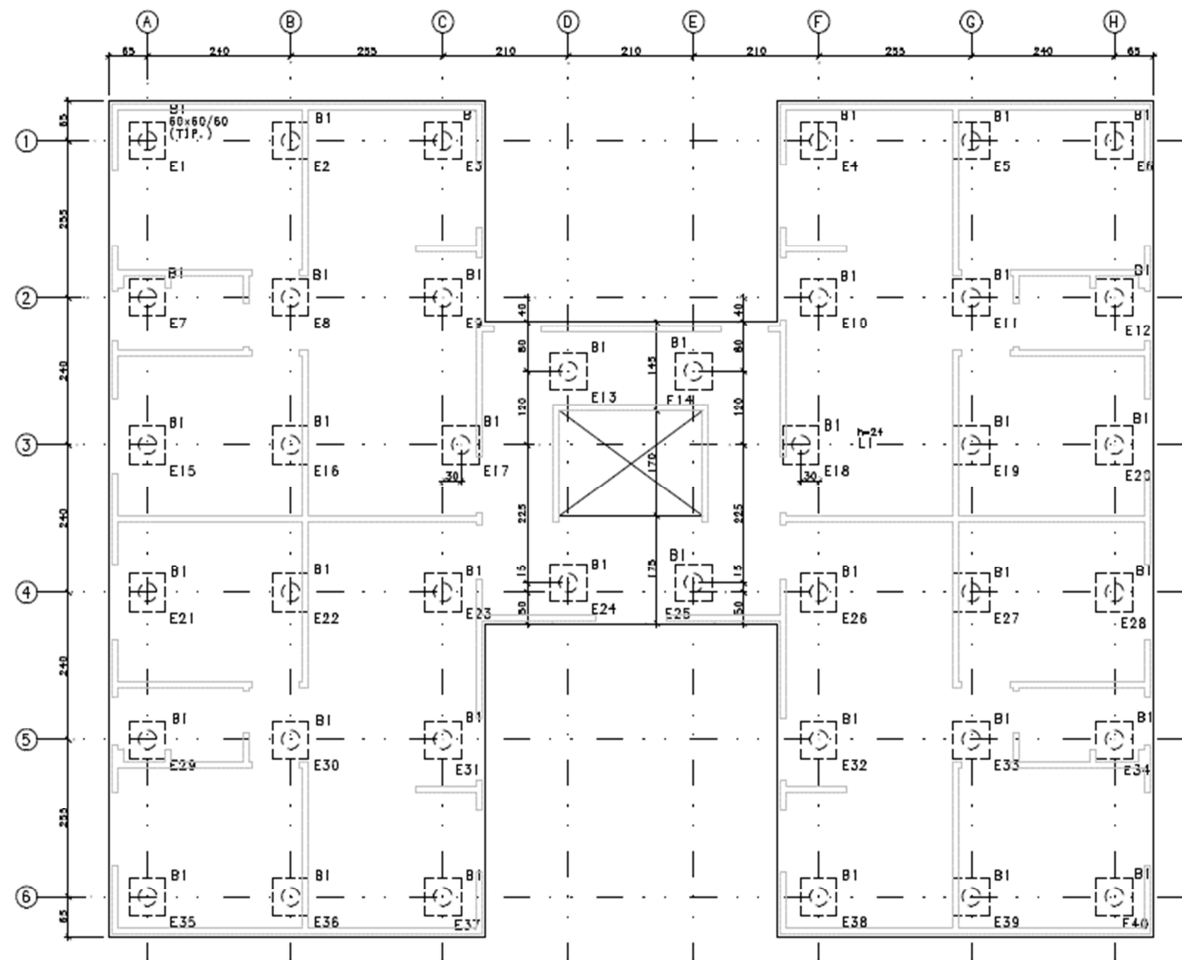 A B C D E F G H
65 240 255 210 210 210 255 240 65
B1
60x60/60
(TIP.)
B1 B B1 B1 B1
65
1
E1 E2 E3 E4 E5 E6
255
B1 B1 B1 B1 B1 B1
2
40 40
E7 E8 E9 E10 E11 E12
80 145 80
B1 B1
240
E13 E14
120 120
B1 B1 B1 B1 B1 B1
h=24
L1
3
E15 E16 E17 E18 E19 E20
30 170 30
240 225 225
B1 B1 B1 B1 B1 B1 B1 B1
15 175 15
4
E21 E22 E23 E24 E25 E26 E27 E28
50 50
240
B1 B1 B1 B1 B1 B1
5
E29 E30 E31 E32 E33 E34
255
B1 B1 B1 B1 B1 B1
6
65
E35 E36 E37 E38 E39 E40